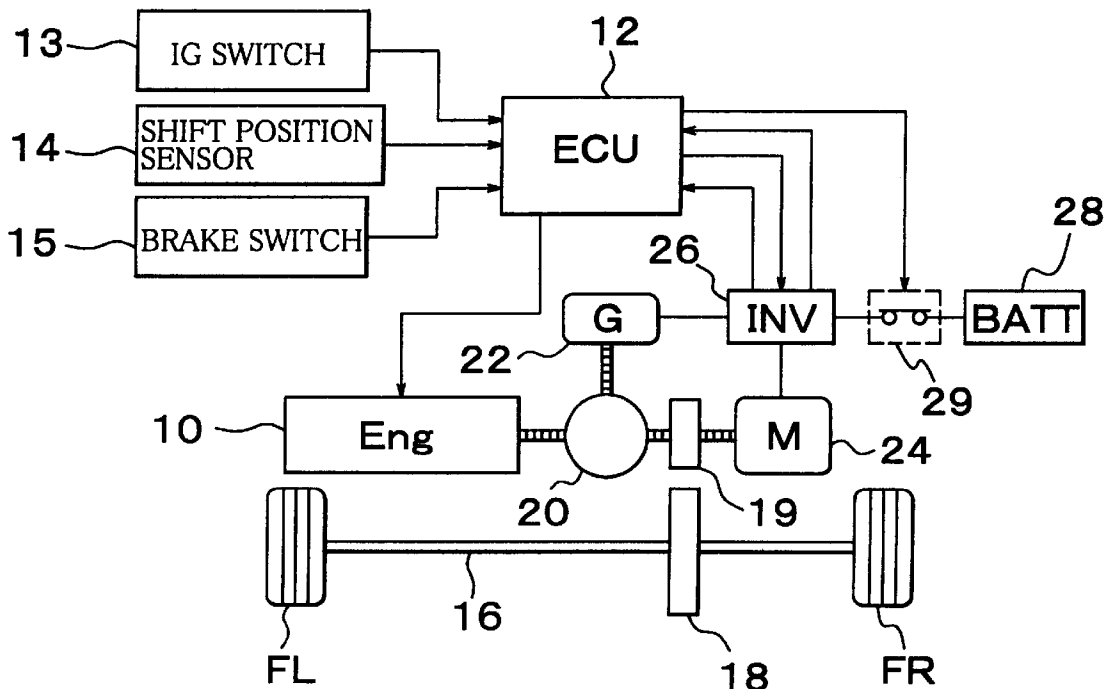 13
IG SWITCH
12
14
SHIFT POSITION
SENSOR
ECU
15
BRAKE SWITCH
28
26
G
INV
BATT
22
29
10
Eng
M
24
20
19
16
FL
18
FR